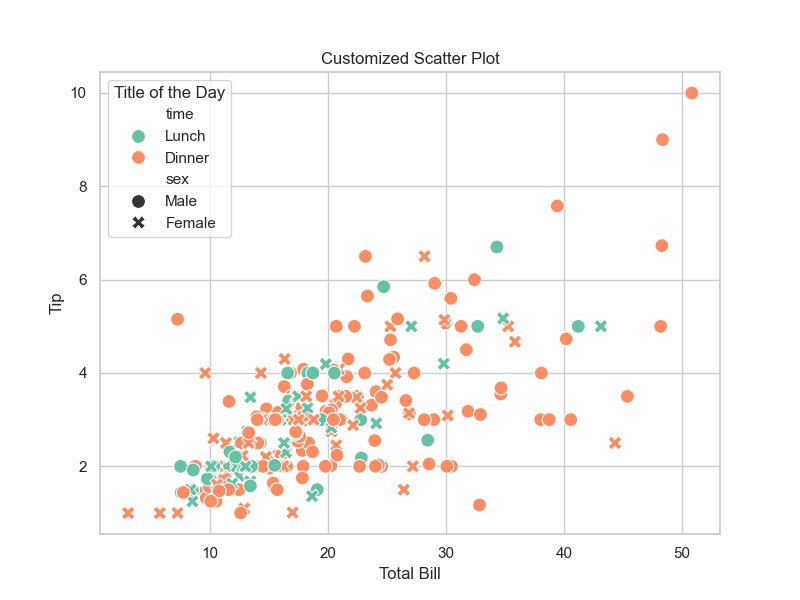 Customized Scatter Plot
Title of the Day
time
Lunch
Dinner
sex
Male
Female
10
8
6
4
2
Tip
10
20
30
40
50
Total Bill